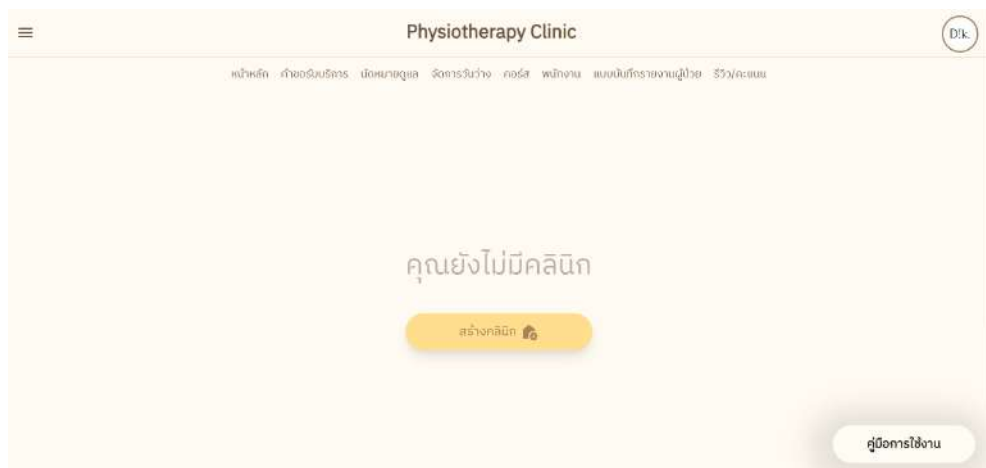 Physiotherapy Clinic
D!k.
หน้าหลัก คำขอรับบริการ นัดหมายดูแล จัดการวันว่าง คอร์ส พนักงาน แบบบันทึกรายงานผู้ป่วย รีวิว/คะแนน
คุณยังไม่มีคลินิก
สร้างคลินิก
คู่มือการใช้งาน